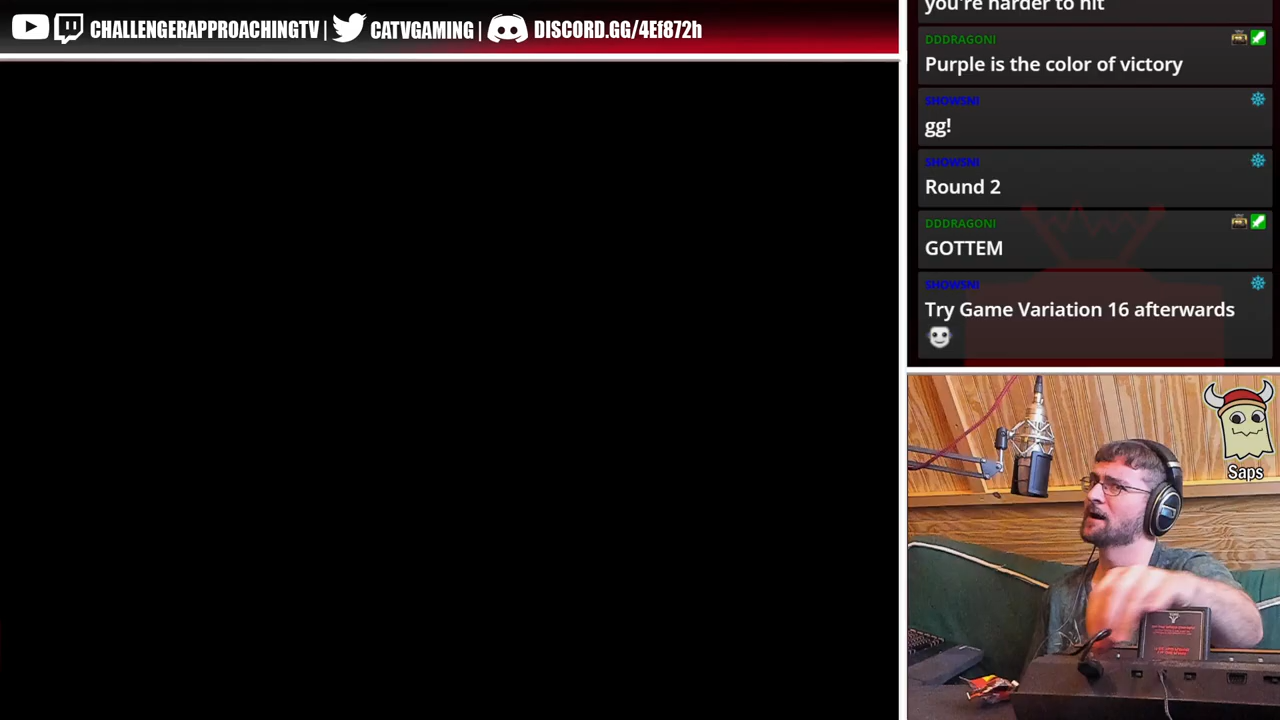 CHALLENGERAPPROACHINGTV | CATVGAMING | DISCORD.GG/4Ef872h
you're harder to hit
DDDRAGONI
Purple is the color of victory
SHOWSNI
gg!
SHOWSNI
Round 2
DDDRAGONI
GOTTEM
SHOWSNI
Try Game Variation 16 afterwards
Saps